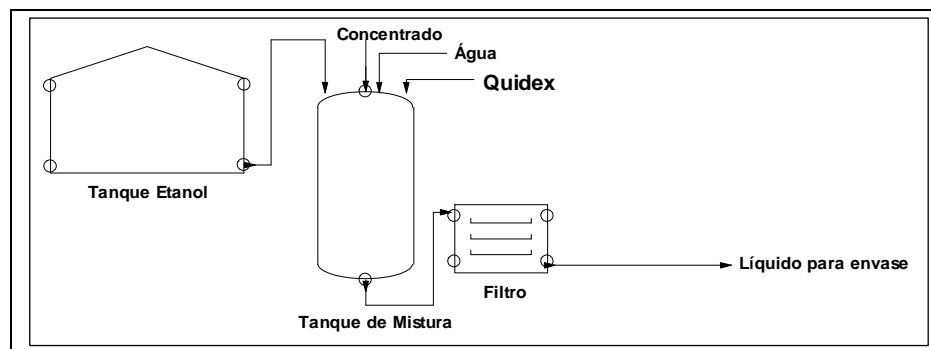 Concentrado
Água
Quidex
Tanque Etanol
Líquido para envase
Filtro
Tanque de Mistura